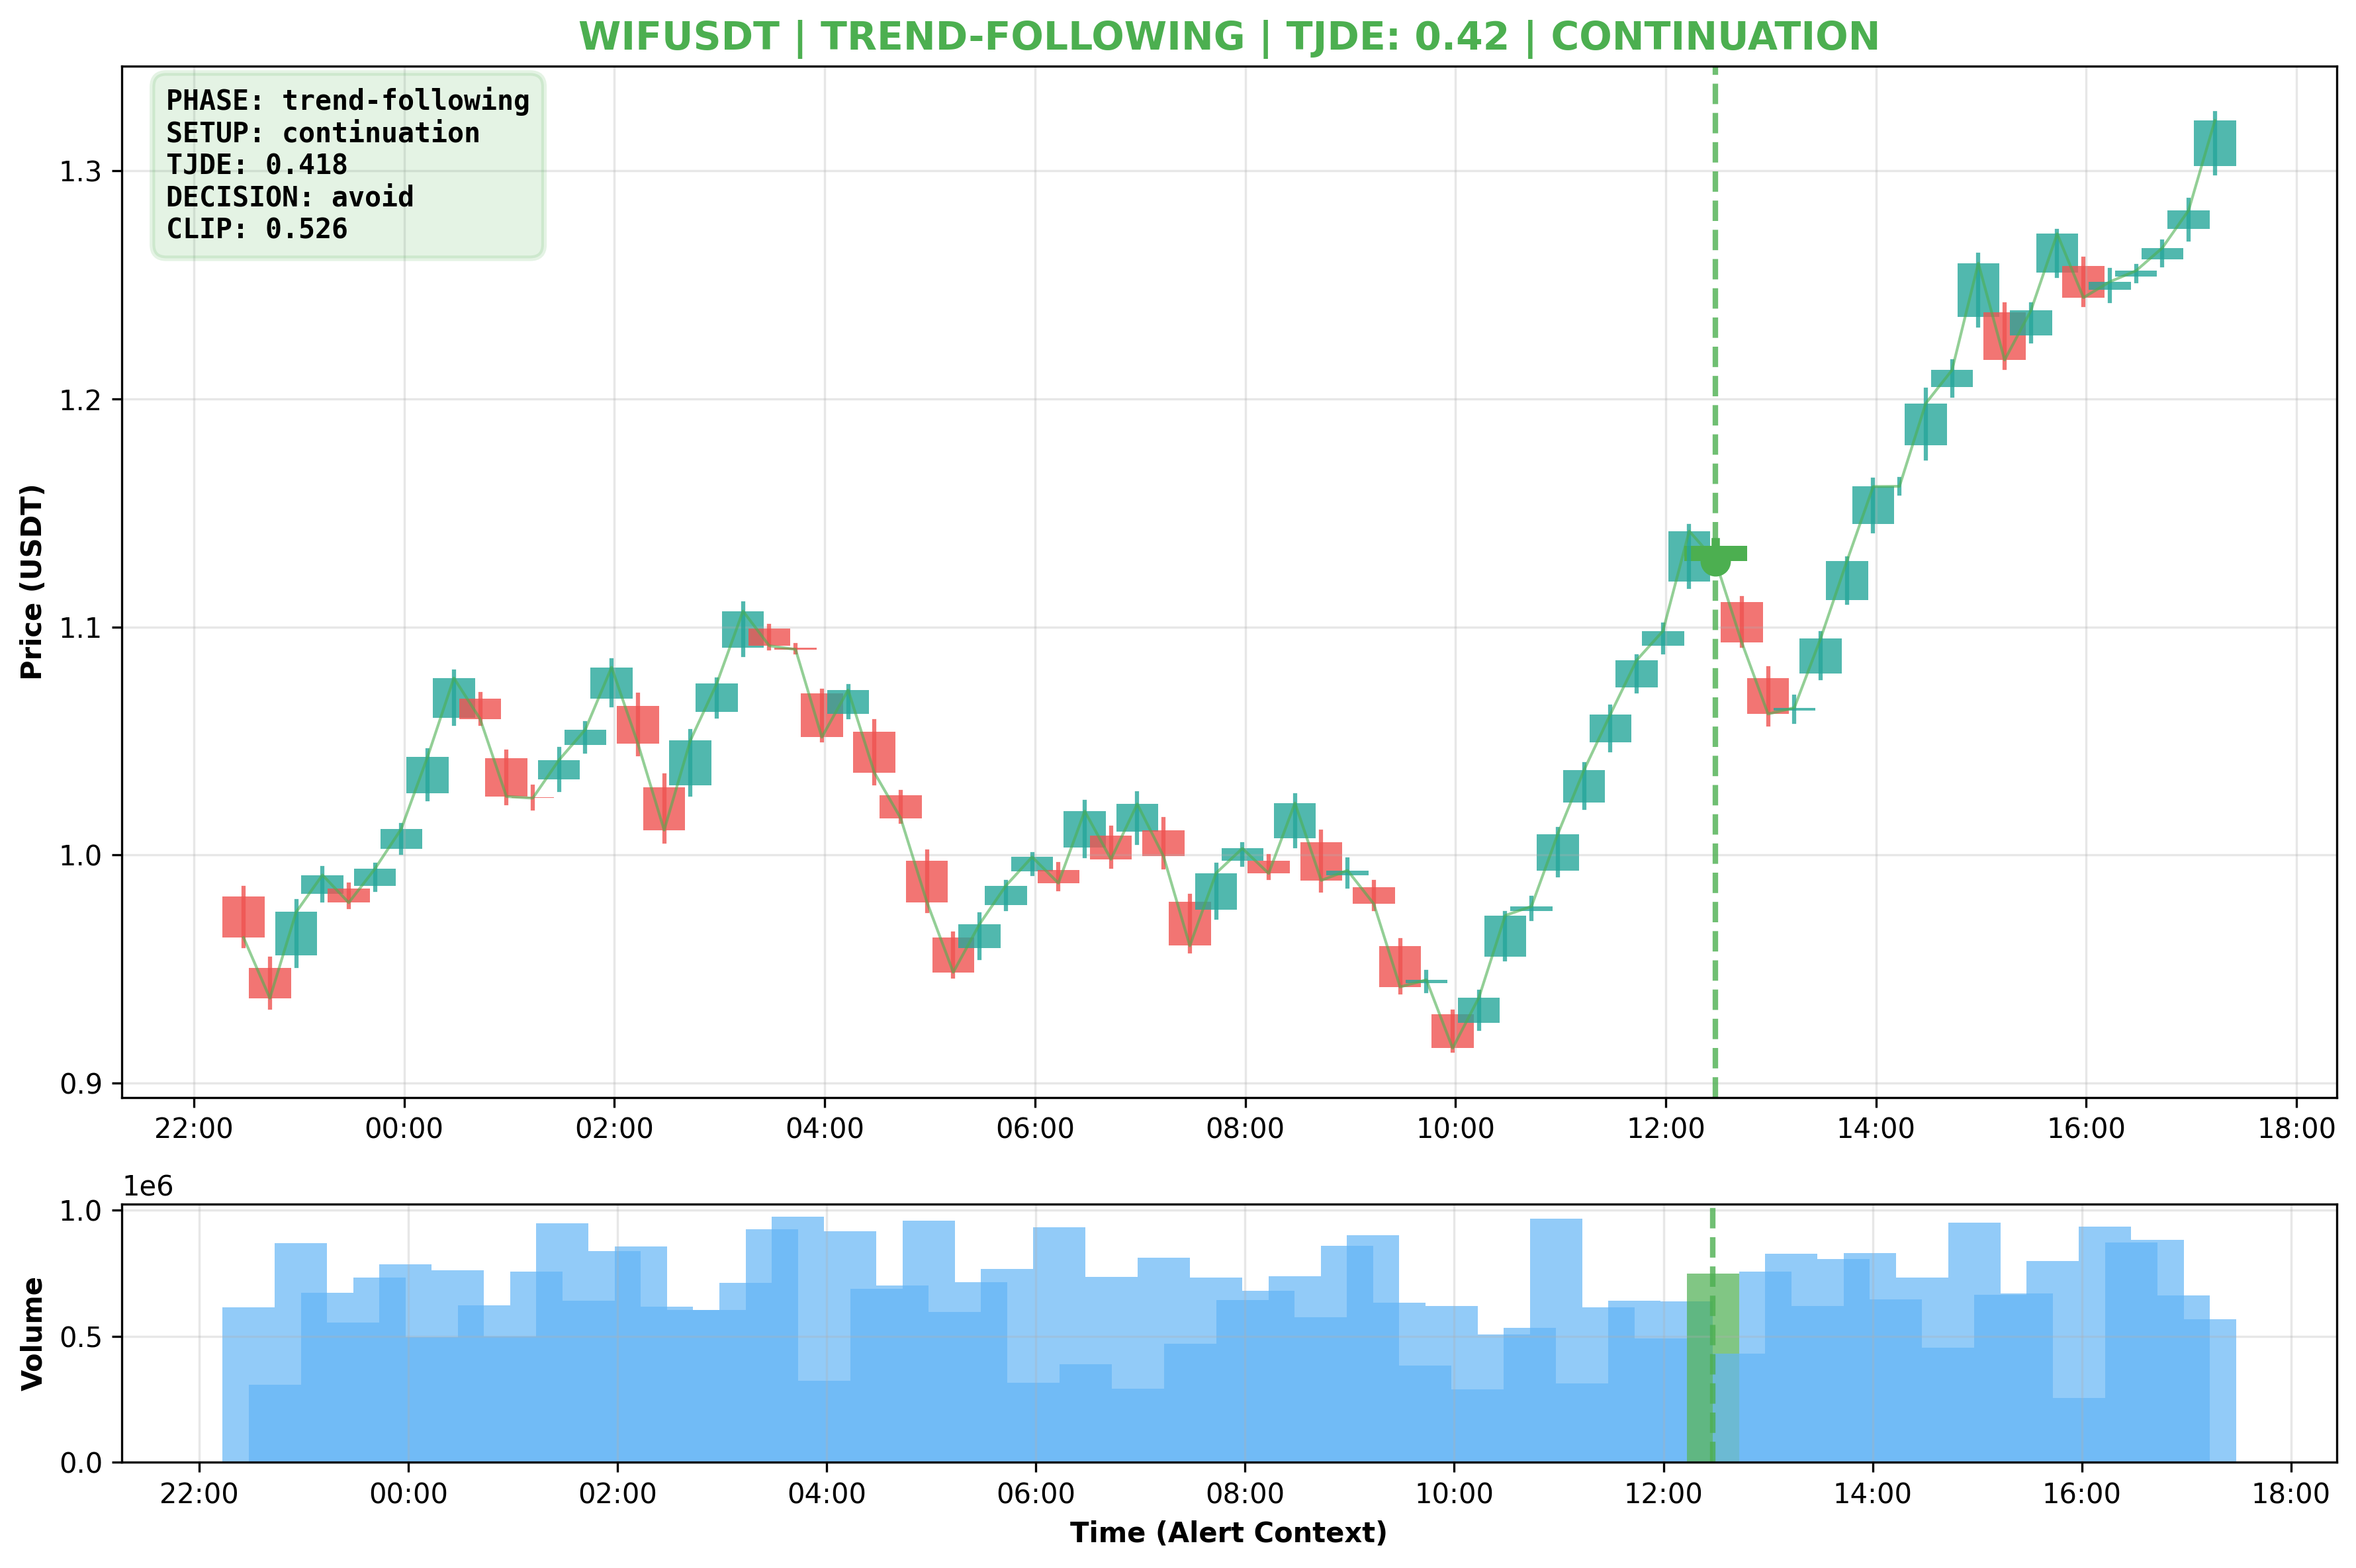 WIFUSDT | TREND-FOLLOWING | TJDE: 0.42 | CONTINUATION
PHASE: trend-following
SETUP: continuation
TJDE: 0.418
DECISION: avoid
CLIP: 0.526
Price (USDT)
1.3
1.2
1.1
1.0
0.9
22:00 00:00 02:00 04:00 06:00 08:00 10:00 12:00 14:00 16:00 18:00
1e6
Volume
1.0
0.5
0.0
22:00 00:00 02:00 04:00 06:00 08:00 10:00 12:00 14:00 16:00 18:00
Time (Alert Context)